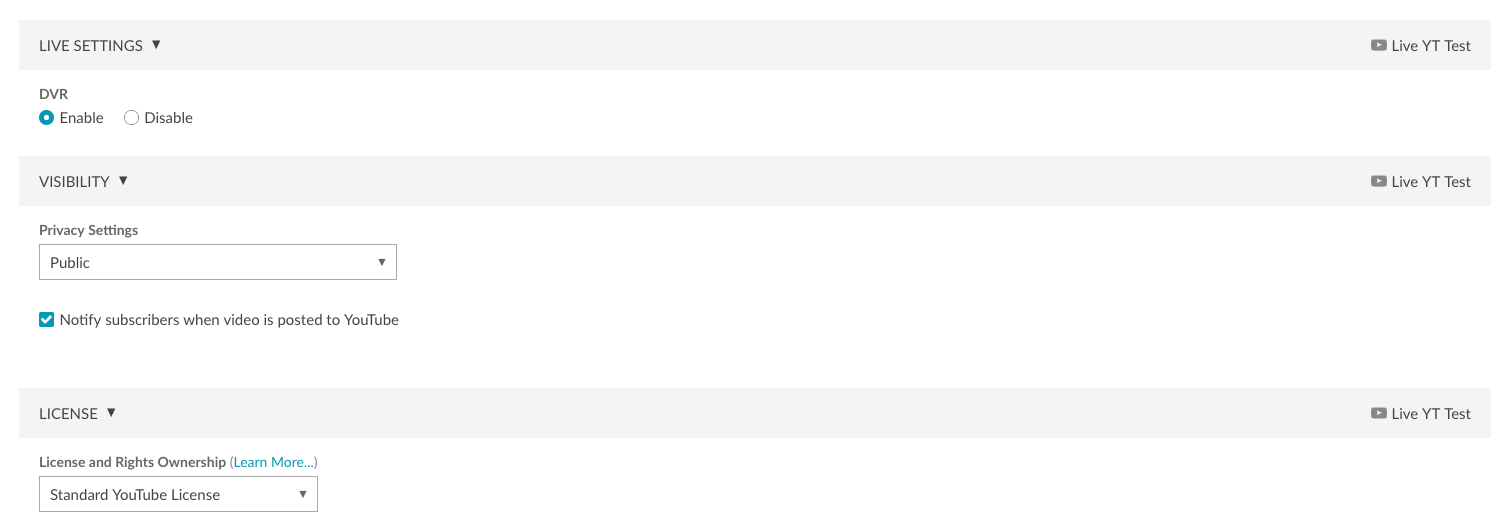 LIVE SETTINGS ▼ Live YT Test
DVR
Enable Disable
VISIBILITY ▼ Live YT Test
Privacy Settings
Public ▼
Notify subscribers when video is posted to YouTube
LICENSE ▼ Live YT Test
License and Rights Ownership (Learn More...)
Standard YouTube License ▼